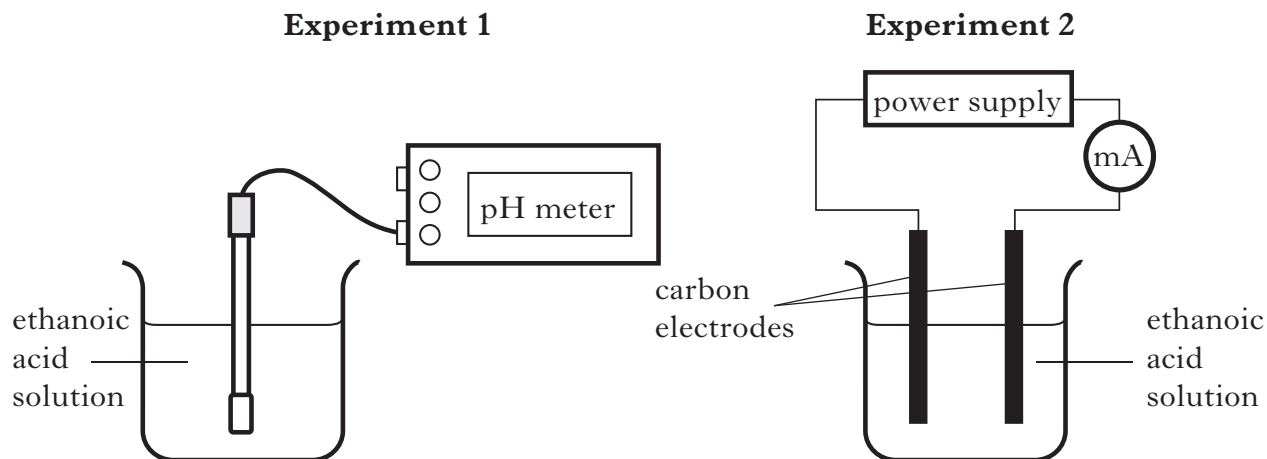 Experiment 1
pH meter
ethanoic
acid
solution
Experiment 2
power supply
mA
carbon
electrodes
ethanoic
acid
solution